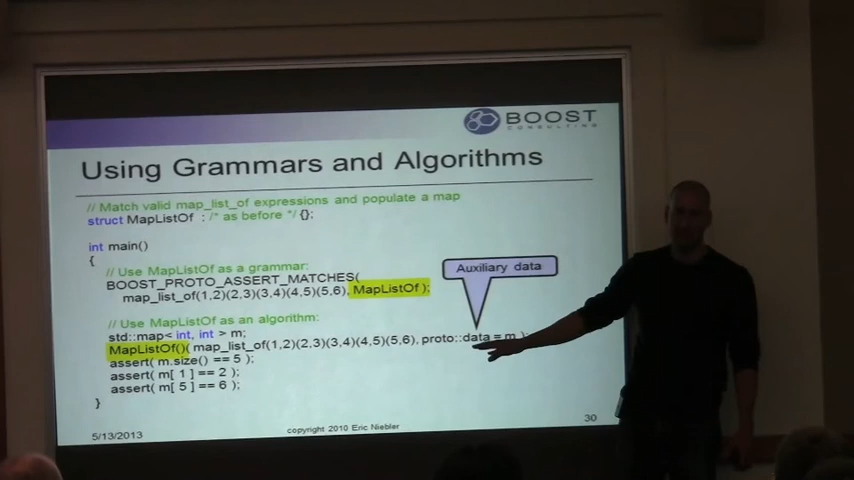 BOOST
CONSULTING
Using Grammars and Algorithms
// Match valid map_list_of expressions and populate a map
struct MapListOf : /* as before */ {};
int main()
{
// Use MapListOf as a grammar:
BOOST_PROTO_ASSERT_MATCHES(
map_list_of(1,2)(2,3)(3,4)(4,5)(5,6), MapListOf );
Auxiliary data
// Use MapListOf as an algorithm:
std::map< int, int > m;
MapListOf()( map_list_of(1,2)(2,3)(3,4)(4,5)(5,6), proto::data = m );
assert( m.size() == 5 );
assert( m[ 1 ] == 2 );
assert( m[ 5 ] == 6 );
}
5/13/2013
copyright 2010 Eric Niebler
30